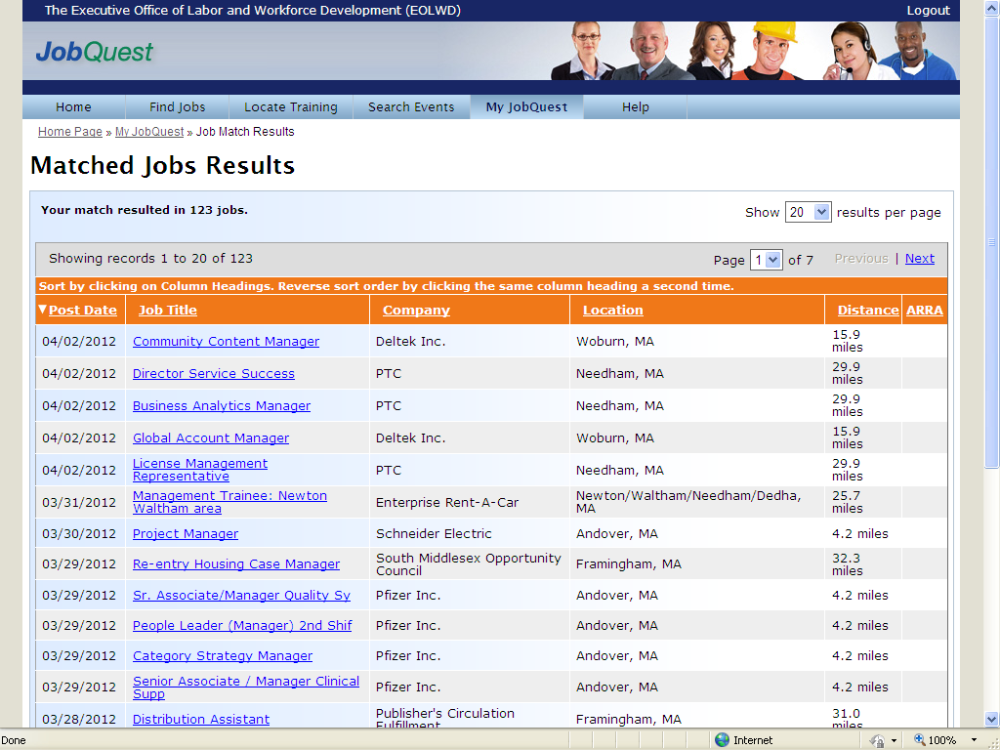 The Executive Office of Labor and Workforce Development (EOLWD) Logout
JobQuest
Home Find Jobs Locate Training Search Events My JobQuest Help
Home Page » My JobQuest » Job Match Results
Matched Jobs Results
Your match resulted in 123 jobs.
Show 20 results per page
Showing records 1 to 20 of 123
Page 1 of 7 Previous | Next
Sort by clicking on Column Headings. Reverse sort order by clicking the same column heading a second time.
Post Date Job Title Company Location Distance ARRA
04/02/2012 Community Content Manager Deltek Inc. Woburn, MA 15.9 miles
04/02/2012 Director Service Success PTC Needham, MA 29.9 miles
04/02/2012 Business Analytics Manager PTC Needham, MA 29.9 miles
04/02/2012 Global Account Manager Deltek Inc. Woburn, MA 15.9 miles
04/02/2012 License Management Representative PTC Needham, MA 29.9 miles
03/31/2012 Management Trainee: Newton Waltham area Enterprise Rent-A-Car Newton/Waltham/Needham/Dedha, MA 25.7 miles
03/30/2012 Project Manager Schneider Electric Andover, MA 4.2 miles
03/29/2012 Re-entry Housing Case Manager South Middlesex Opportunity Council Framingham, MA 32.3 miles
03/29/2012 Sr. Associate/Manager Quality Sy Pfizer Inc. Andover, MA 4.2 miles
03/29/2012 People Leader (Manager) 2nd Shif Pfizer Inc. Andover, MA 4.2 miles
03/29/2012 Category Strategy Manager Pfizer Inc. Andover, MA 4.2 miles
03/29/2012 Senior Associate / Manager Clinical Supp Pfizer Inc. Andover, MA 4.2 miles
03/28/2012 Distribution Assistant Publisher's Circulation Fulfillment Framingham, MA 31.0 miles
Done Internet 100%